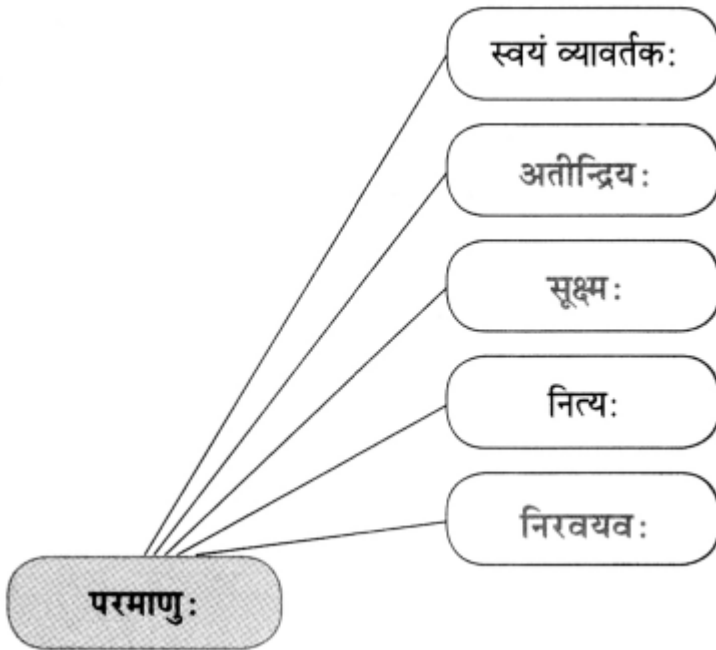 स्वयं व्यावर्तकः
अतीन्द्रियः
सूक्ष्मः
नित्यः
निरवयवः
परमाणुः